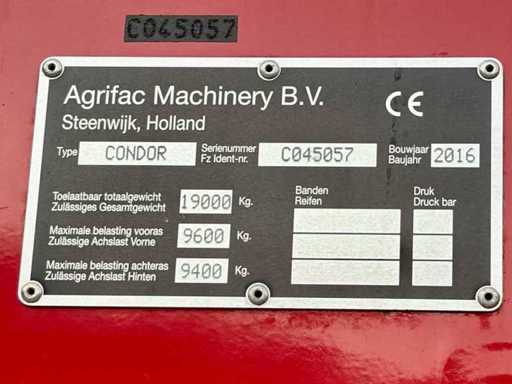 C045057
Agrifac Machinery B.V. CE
Steenwijk, Holland
Type CONDOR Serienummer Fz Ident-nr. C045057 Bouwjaar Baujahr 2016
Toelaatbaar totaalgewicht
Zulässiges Gesamtgewicht 19000 Kg.
Maximale belasting vooras
Zulässige Achslast Vorne 9600 Kg.
Maximale belasting achteras
Zulässige Achslast Hinten 9400 Kg.
Banden
Reifen
Druk
Druck bar